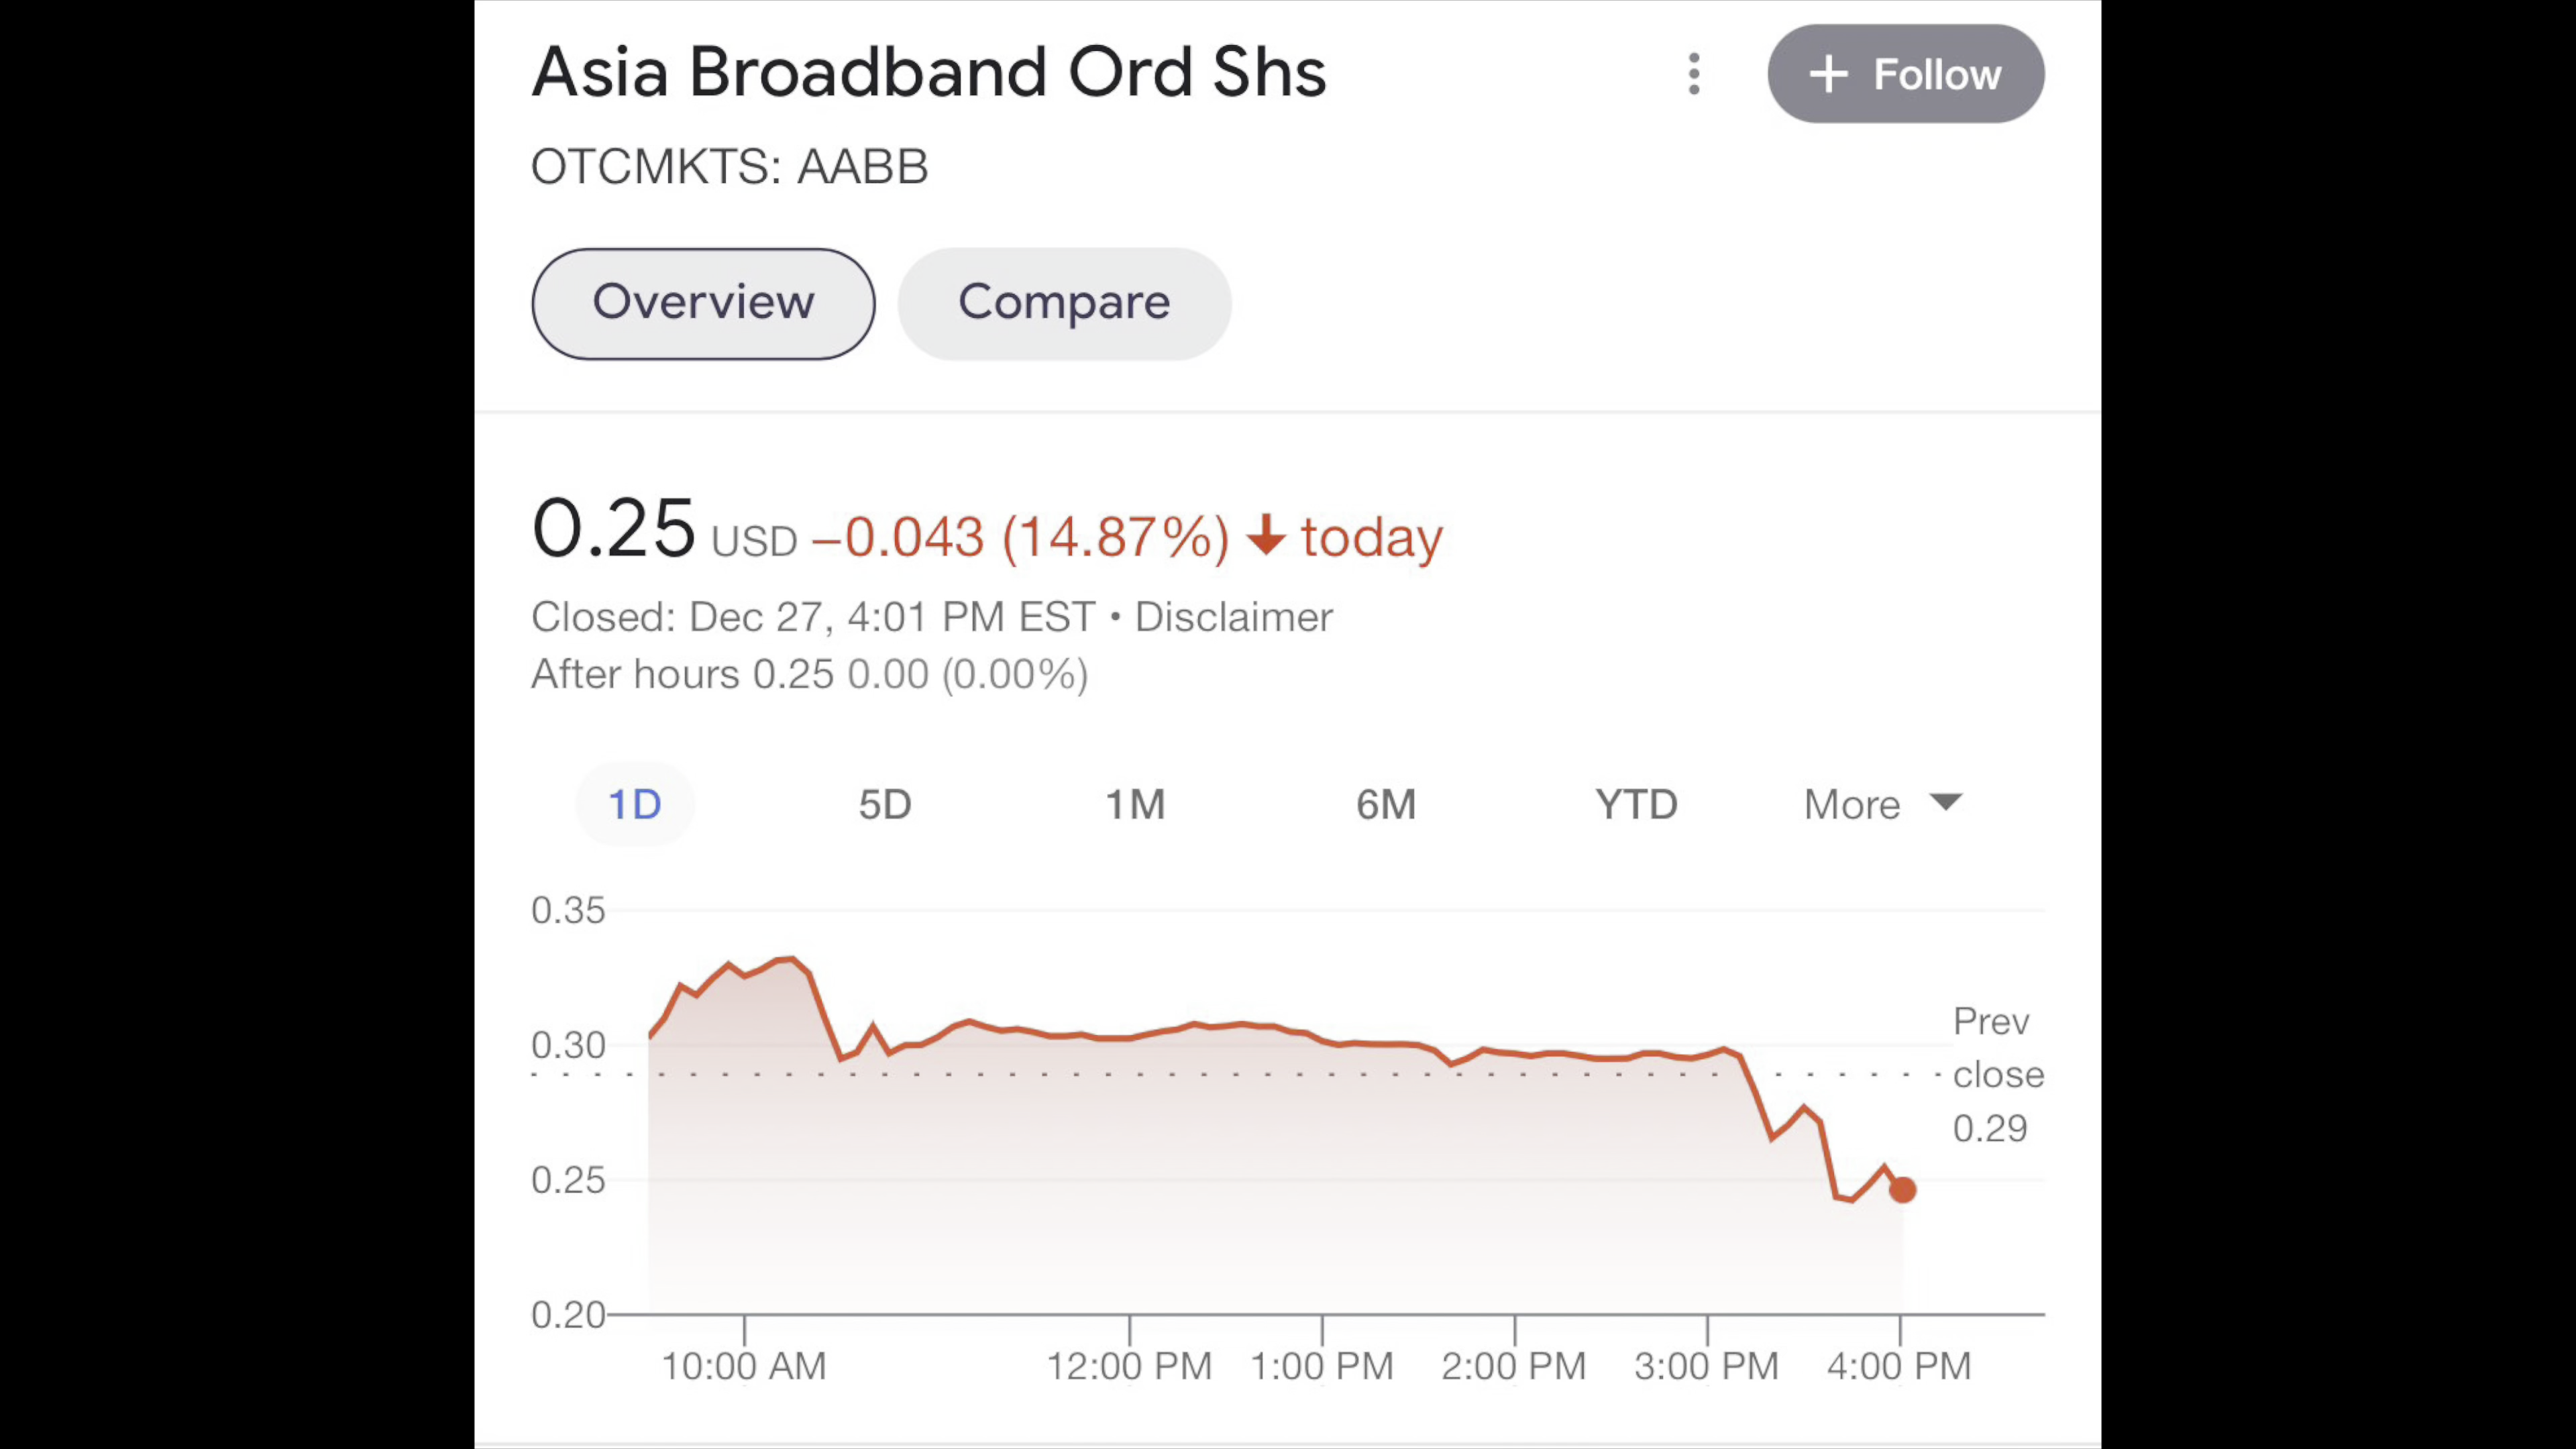 Asia Broadband Ord Shs
+ Follow
OTCMKTS: AABB
Overview Compare
0.25 USD −0.043 (14.87%) ↓ today
Closed: Dec 27, 4:01 PM EST • Disclaimer
After hours 0.25 0.00 (0.00%)
1D 5D 1M 6M YTD More
0.35
0.30
0.25
0.20
Prev
close
0.29
10:00 AM 12:00 PM 1:00 PM 2:00 PM 3:00 PM 4:00 PM